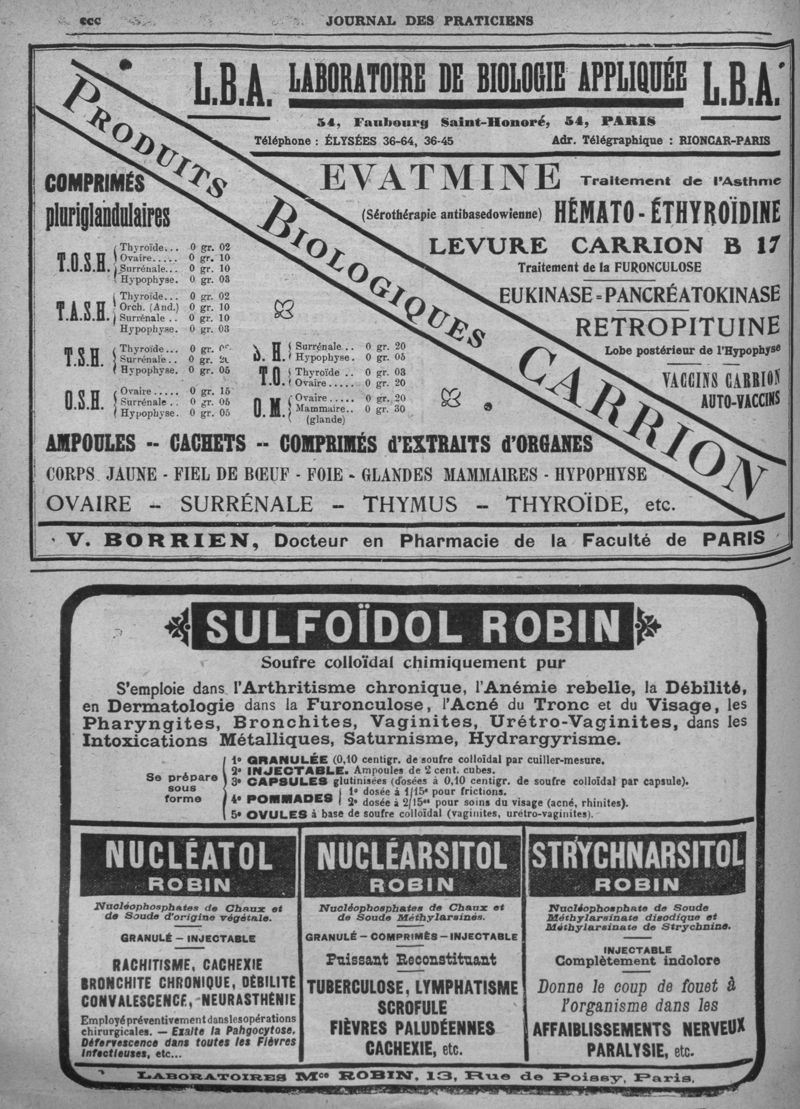 ccc
JOURNAL DES PRATICIENS
L.B.A. LABORATOIRE DE BIOLOGIE APPLIQUÉE L.B.A.
54, Faubourg Saint-Honoré, 54, PARIS
Téléphone : ÉLYSÉES 36-64, 36-45 Adr. Télégraphique : RIONCAR-PARIS
PRODUITS BIOLOGIQUES CARRION
EVATMINE Traitement de l'Asthme
(Sérothérapie antibasedowienne) HÉMATO-ÉTHYROÏDINE
LEVURE CARRION B 17
Traitement de la FURONCULOSE
EUKINASE=PANCRÉATOKINASE
RETROPITUINE
Lobe postérieur de l'Hypophyse
VACCINS CARRION
AUTO-VACCINS
COMPRIMÉS
pluriglandulaires
T.O.S.H.
Thyroïde... 0 gr. 02
Ovaire..... 0 gr. 10
Surrénale.. 0 gr. 10
Hypophyse. 0 gr. 03
T.A.S.H.
Thyroïde... 0 gr. 02
Orch. (And.) 0 gr. 10
Surrénale .. 0 gr. 10
Hypophyse. 0 gr. 03
T.S.H.
Thyroïde... 0 gr.
Surrénale .. 0 gr.
Hypophyse. 0 gr. 05
O.S.H.
Ovaire..... 0 gr. 15
Surrénale .. 0 gr. 05
Hypophyse. 0 gr. 05
S. H.
Surrénale... 0 gr. 20
Hypophyse. 0 gr. 05
T.O.
Thyroïde .. 0 gr. 03
Ovaire..... 0 gr. 20
O.M.
Ovaire..... 0 gr. 20
Mammaire.. 0 gr. 30
(glande)
AMPOULES -- CACHETS -- COMPRIMÉS d'EXTRAITS d'ORGANES
CORPS JAUNE - FIEL DE BŒUF - FOIE - GLANDES MAMMAIRES - HYPOPHYSE
OVAIRE -- SURRÉNALE -- THYMUS -- THYROÏDE, etc.
V. BORRIEN, Docteur en Pharmacie de la Faculté de PARIS
SULFOÏDOL ROBIN
Soufre colloïdal chimiquement pur
S'emploie dans l'Arthritisme chronique, l'Anémie rebelle, la Débilité,
en Dermatologie dans la Furonculose, l'Acné du Tronc et du Visage, les
Pharyngites, Bronchites, Vaginites, Urétro-Vaginites, dans les
Intoxications Métalliques, Saturnisme, Hydrargyrisme.
Se prépare
sous
forme
1° GRANULÉE (0,10 centigr. de soufre colloïdal par cuiller-mesure.
2° INJECTABLE. Ampoules de 2 cent. cubes.
3° CAPSULES glutinisées (dosées à 0,10 centigr. de soufre colloïdal par capsule).
4° POMMADES
1° dosée à 1/15e pour frictions.
2° dosée à 2/15es pour soins du visage (acné, rhinites).
5° OVULES à base de soufre colloïdal (vaginites, urétro-vaginites).
NUCLÉATOL
ROBIN
Nucléophosphates de Chaux et
de Soude d'origine végétale.
GRANULÉ - INJECTABLE
RACHITISME, CACHEXIE
BRONCHITE CHRONIQUE, DÉBILITÉ
CONVALESCENCE, NEURASTHÉNIE
Employé préventivement dans les opérations
chirurgicales. — Exalte la Pahgocytose.
Défervescence dans toutes les Fièvres
infectieuses, etc...
NUCLÉARSITOL
ROBIN
Nucléophosphates de Chaux et
de Soude Méthylarsinés.
GRANULÉ-COMPRIMÉS-INJECTABLE
Puissant Reconstituant
TUBERCULOSE, LYMPHATISME
SCROFULE
FIÈVRES PALUDÉENNES
CACHEXIE, etc.
STRYCHNARSITOL
ROBIN
Nucléophosphate de Soude
Méthylarsinate disodique et
Méthylarsinate de Strychnine.
INJECTABLE
Complètement indolore
Donne le coup de fouet à
l'organisme dans les
AFFAIBLISSEMENTS NERVEUX
PARALYSIE, etc.
LABORATOIRES Mce ROBIN, 13, Rue de Poissy, Paris.